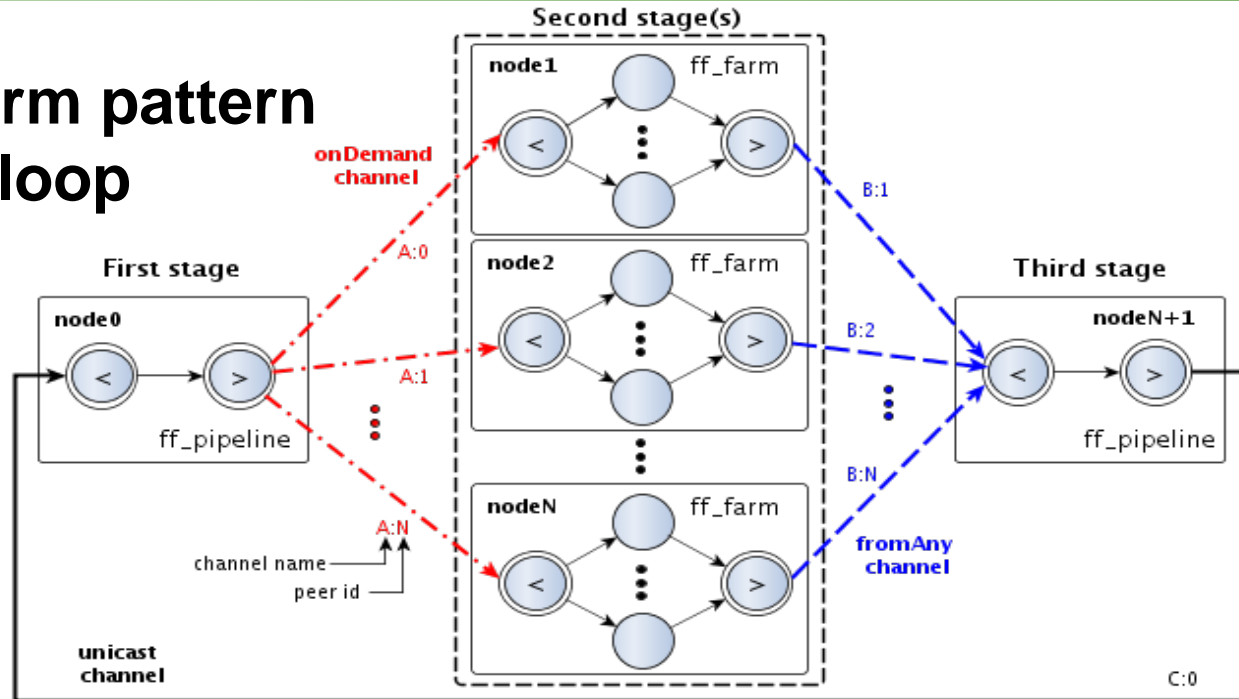 Second stage(s)
rm pattern
loop
node1
ff_farm
<
>
onDemand
channel
A:0
B:1
First stage
node0
<
>
ff_pipeline
A:1
node2
ff_farm
<
>
B:2
Third stage
nodeN+1
<
>
ff_pipeline
A:N
channel name
peer id
nodeN
ff_farm
<
>
B:N
fromAny
channel
unicast
channel
C:0